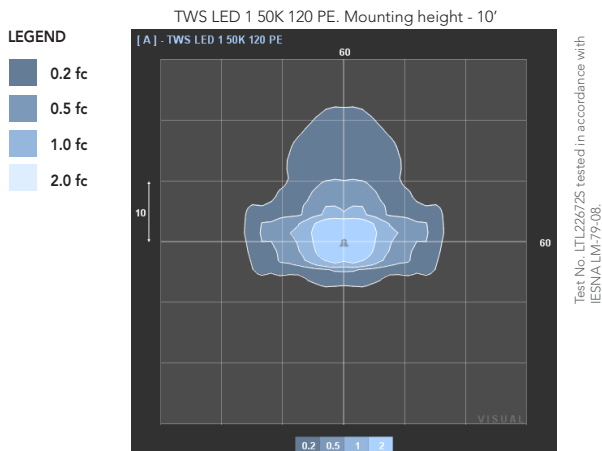 TWS LED 1 50K 120 PE. Mounting height - 10’
LEGEND
0.2 fc
0.5 fc
1.0 fc
2.0 fc
[ A ] - TWS LED 1 50K 120 PE
60
10
60
VISUAL
0.2 0.5 1 2
Test No. LTL22672S tested in accordance with
IESNA LM-79-08.